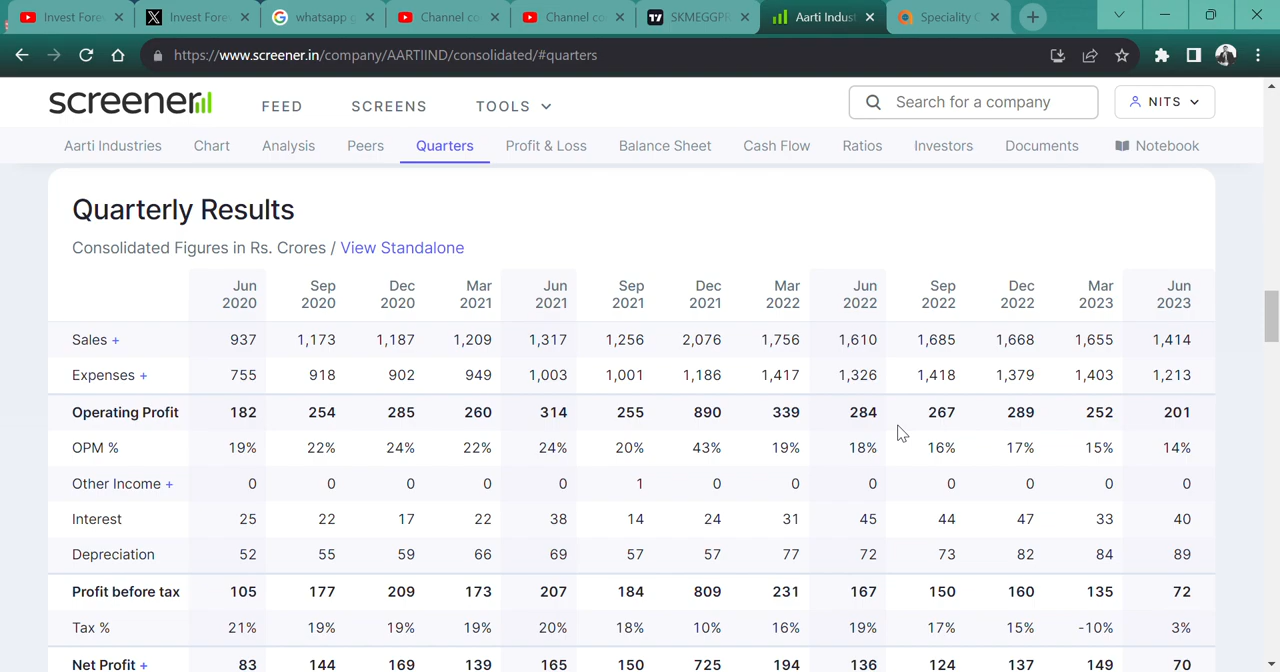 Invest Forev
Invest Forev
whatsapp g
Channel co
Channel co
SKMEGGPR
Aarti Indust
Speciality C
https://www.screener.in/company/AARTIIND/consolidated/#quarters
screener
FEED SCREENS TOOLS
Search for a company
NITS
Aarti Industries Chart Analysis Peers Quarters Profit & Loss Balance Sheet Cash Flow Ratios Investors Documents Notebook
Quarterly Results
Consolidated Figures in Rs. Crores / View Standalone
Jun 2020 Sep 2020 Dec 2020 Mar 2021 Jun 2021 Sep 2021 Dec 2021 Mar 2022 Jun 2022 Sep 2022 Dec 2022 Mar 2023 Jun 2023
Sales + 937 1,173 1,187 1,209 1,317 1,256 2,076 1,756 1,610 1,685 1,668 1,655 1,414
Expenses + 755 918 902 949 1,003 1,001 1,186 1,417 1,326 1,418 1,379 1,403 1,213
Operating Profit 182 254 285 260 314 255 890 339 284 267 289 252 201
OPM % 19% 22% 24% 22% 24% 20% 43% 19% 18% 16% 17% 15% 14%
Other Income + 0 0 0 0 0 1 0 0 0 0 0 0 0
Interest 25 22 17 22 38 14 24 31 45 44 47 33 40
Depreciation 52 55 59 66 69 57 57 77 72 73 82 84 89
Profit before tax 105 177 209 173 207 184 809 231 167 150 160 135 72
Tax % 21% 19% 19% 19% 20% 18% 10% 16% 19% 17% 15% -10% 3%
Net Profit + 83 144 169 139 165 150 725 194 136 124 137 149 70